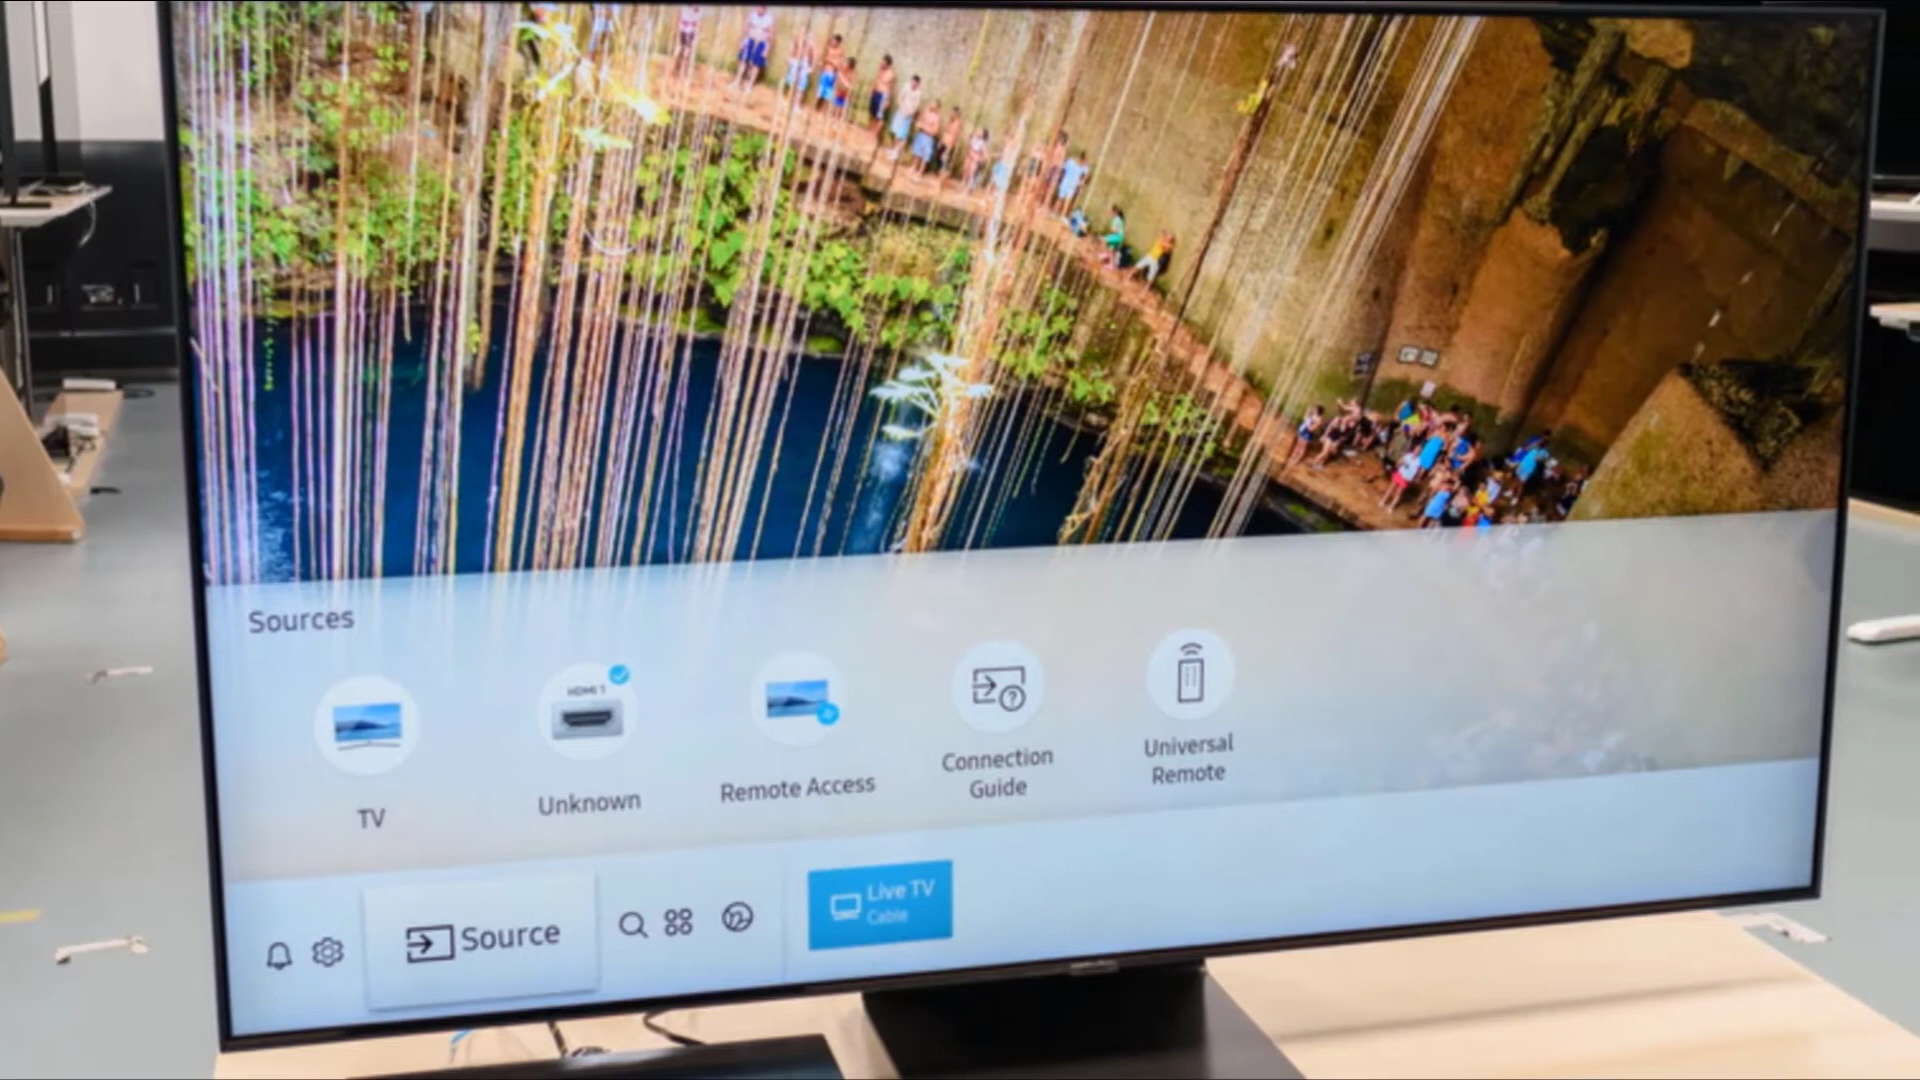 Sources
HDMI 1
TV
Unknown
Remote Access
Connection
Guide
Universal
Remote
Source
Live TV
Cable